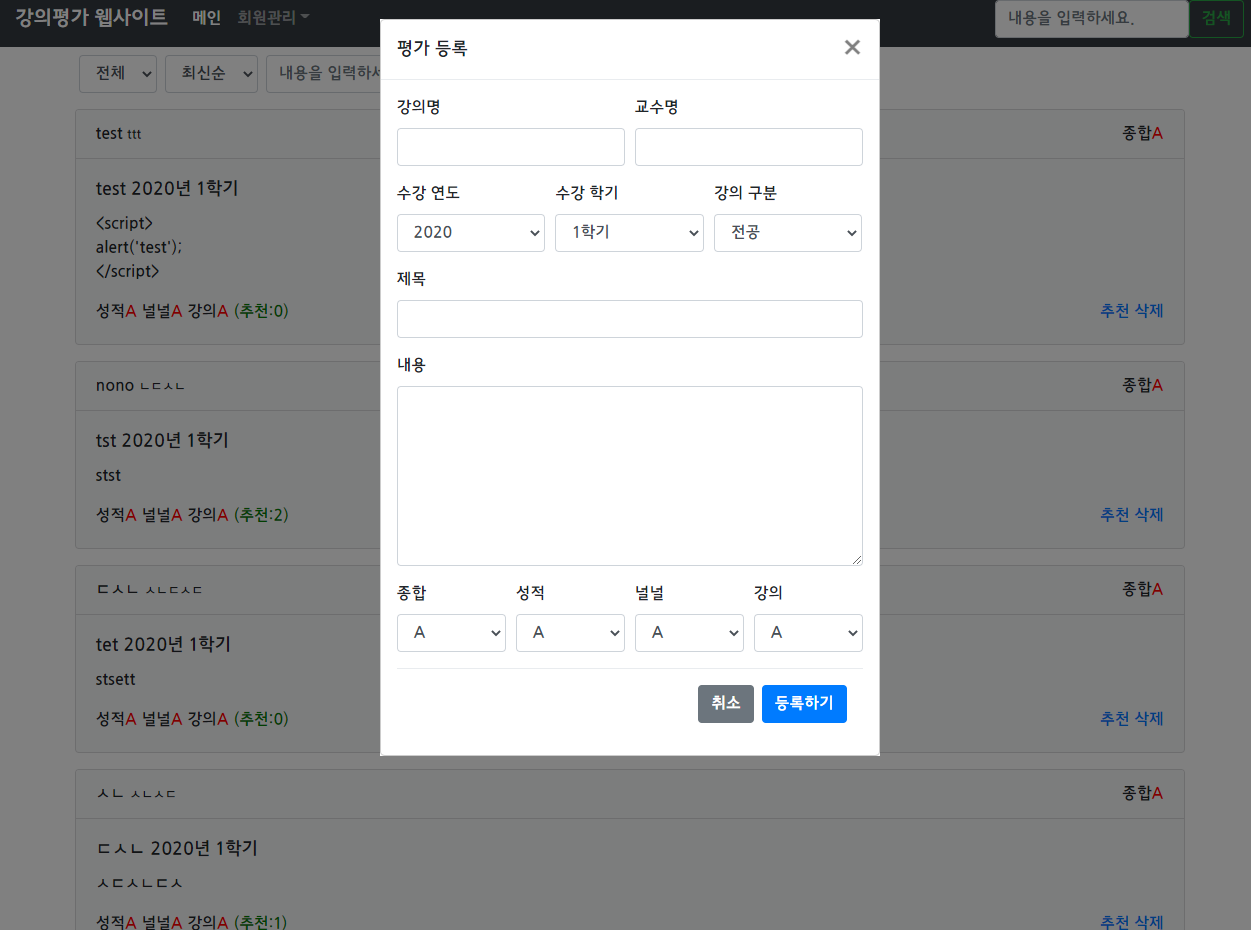 강의평가 웹사이트 메인 회원관리 내용을 입력하세요. 검색
전체 최신순 내용을 입력하세
test ttt 종합A
test 2020년 1학기
<script>
alert('test');
</script>
성적A 널널A 강의A (추천:0) 추천 삭제
nono ㄴㄷㅅㄴ 종합A
tst 2020년 1학기
stst
성적A 널널A 강의A (추천:2) 추천 삭제
ㄷㅅㄴ ㅅㄴㄷㅅㄷ 종합A
tet 2020년 1학기
stsett
성적A 널널A 강의A (추천:0) 추천 삭제
ㅅㄴ ㅅㄴㅅㄷ 종합A
ㄷㅅㄴ 2020년 1학기
ㅅㄷㅅㄴㄷㅅ
성적A 널널A 강의A (추천:1) 추천 삭제
평가 등록 ×
강의명 교수명
수강 연도 수강 학기 강의 구분
2020 1학기 전공
제목
내용
종합 성적 널널 강의
A A A A
취소 등록하기